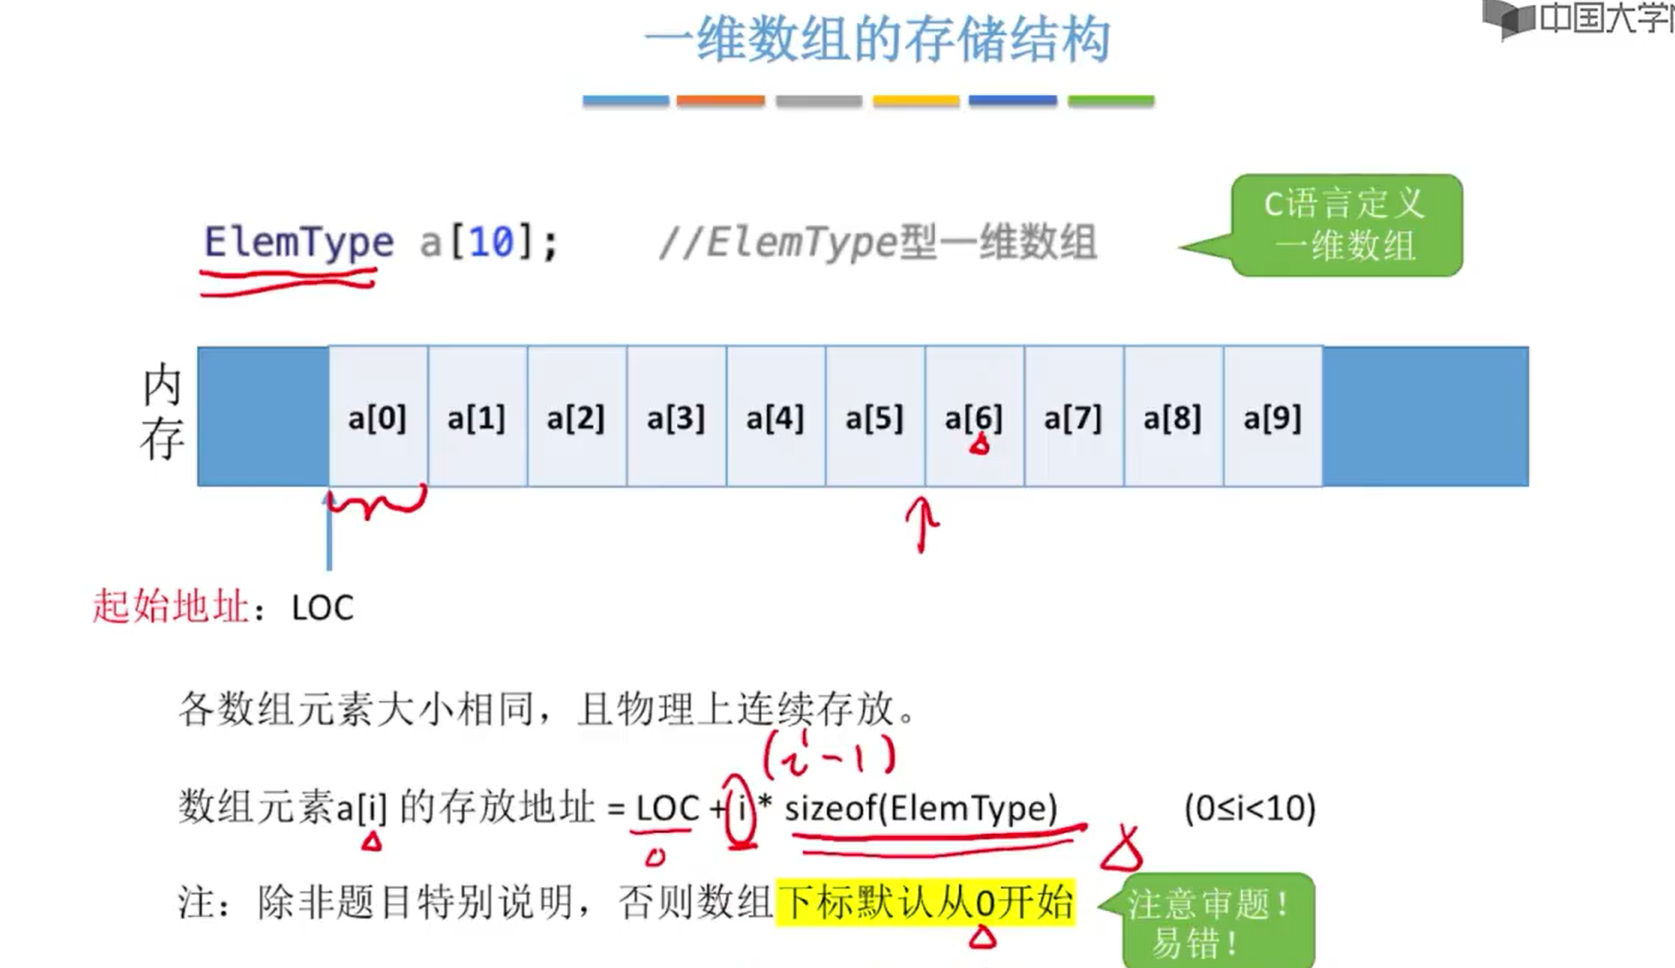 中国大学
一维数组的存储结构
ElemType a[10]; //ElemType型一维数组
C语言定义
一维数组
内存
a[0] a[1] a[2] a[3] a[4] a[5] a[6] a[7] a[8] a[9]
起始地址：LOC
各数组元素大小相同，且物理上连续存放。
(i-1)
数组元素a[i] 的存放地址 = LOC + i * sizeof(ElemType) (0≤i<10)
0
注：除非题目特别说明，否则数组下标默认从0开始
注意审题！
易错！